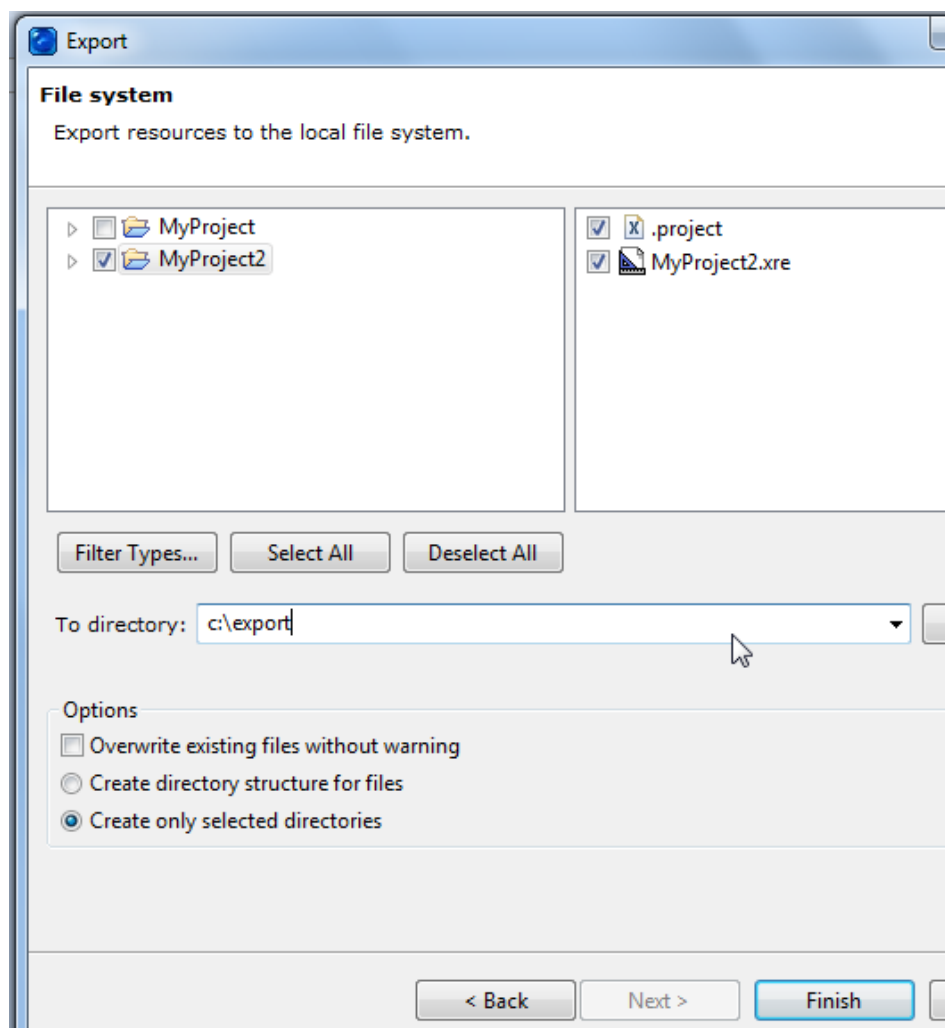 Export
File system
Export resources to the local file system.
MyProject
MyProject2
.project
MyProject2.xre
Filter Types...
Select All
Deselect All
To directory:
c:\export
Options
Overwrite existing files without warning
Create directory structure for files
Create only selected directories
< Back
Next >
Finish